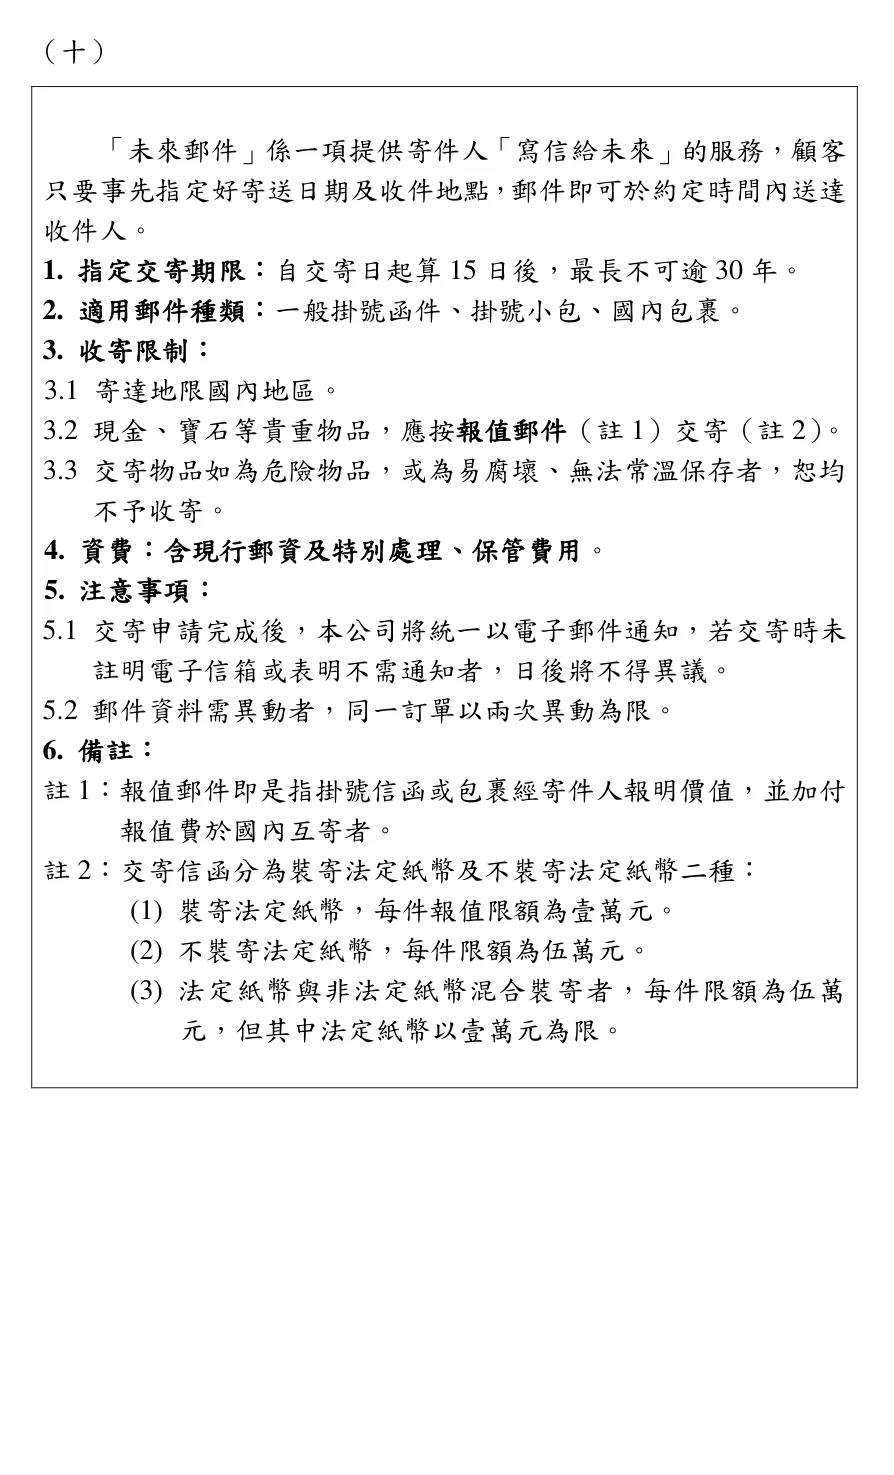 （十）
「未來郵件」係一項提供寄件人「寫信給未來」的服務，顧客
只要事先指定好寄送日期及收件地點，郵件即可於約定時間內送達
收件人。
1. 指定交寄期限：自交寄日起算 15 日後，最長不可逾 30 年。
2. 適用郵件種類：一般掛號函件、掛號小包、國內包裹。
3. 收寄限制：
3.1 寄達地限國內地區。
3.2 現金、寶石等貴重物品，應按報值郵件（註 1）交寄（註 2）。
3.3 交寄物品如為危險物品，或為易腐壞、無法常溫保存者，恕均
不予收寄。
4. 資費：含現行郵資及特別處理、保管費用。
5. 注意事項：
5.1 交寄申請完成後，本公司將統一以電子郵件通知，若交寄時未
註明電子信箱或表明不需通知者，日後將不得異議。
5.2 郵件資料需異動者，同一訂單以兩次異動為限。
6. 備註：
註 1：報值郵件即是指掛號信函或包裹經寄件人報明價值，並加付
報值費於國內互寄者。
註 2：交寄信函分為裝寄法定紙幣及不裝寄法定紙幣二種：
(1) 裝寄法定紙幣，每件報值限額為壹萬元。
(2) 不裝寄法定紙幣，每件限額為伍萬元。
(3) 法定紙幣與非法定紙幣混合裝寄者，每件限額為伍萬
元，但其中法定紙幣以壹萬元為限。